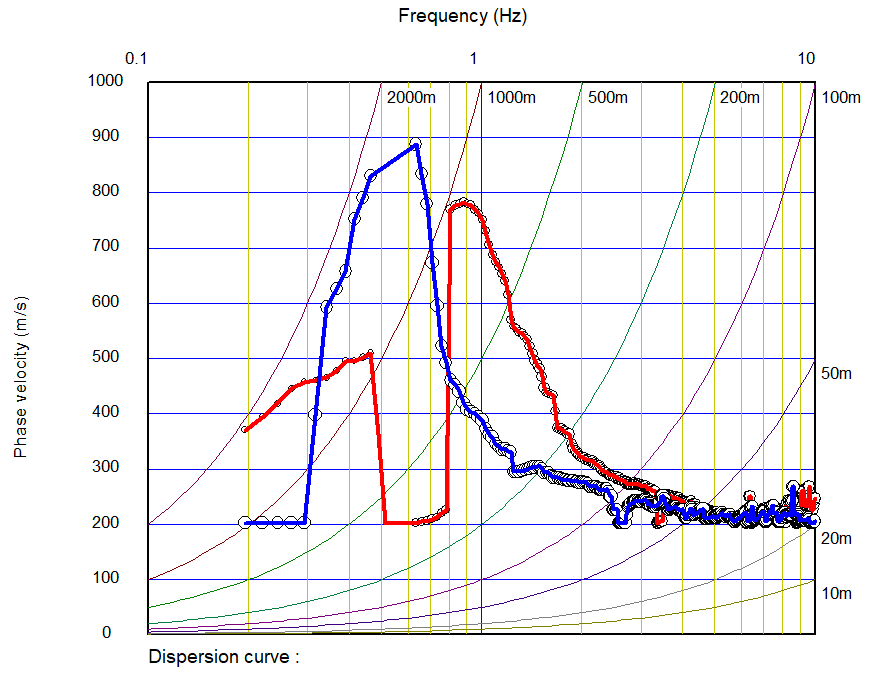 Frequency (Hz)
0.1 1 10
1000
900
800
700
600
500
400
300
200
100
0
Phase velocity (m/s)
2000m 1000m 500m 200m 100m
50m
20m
10m
Dispersion curve :